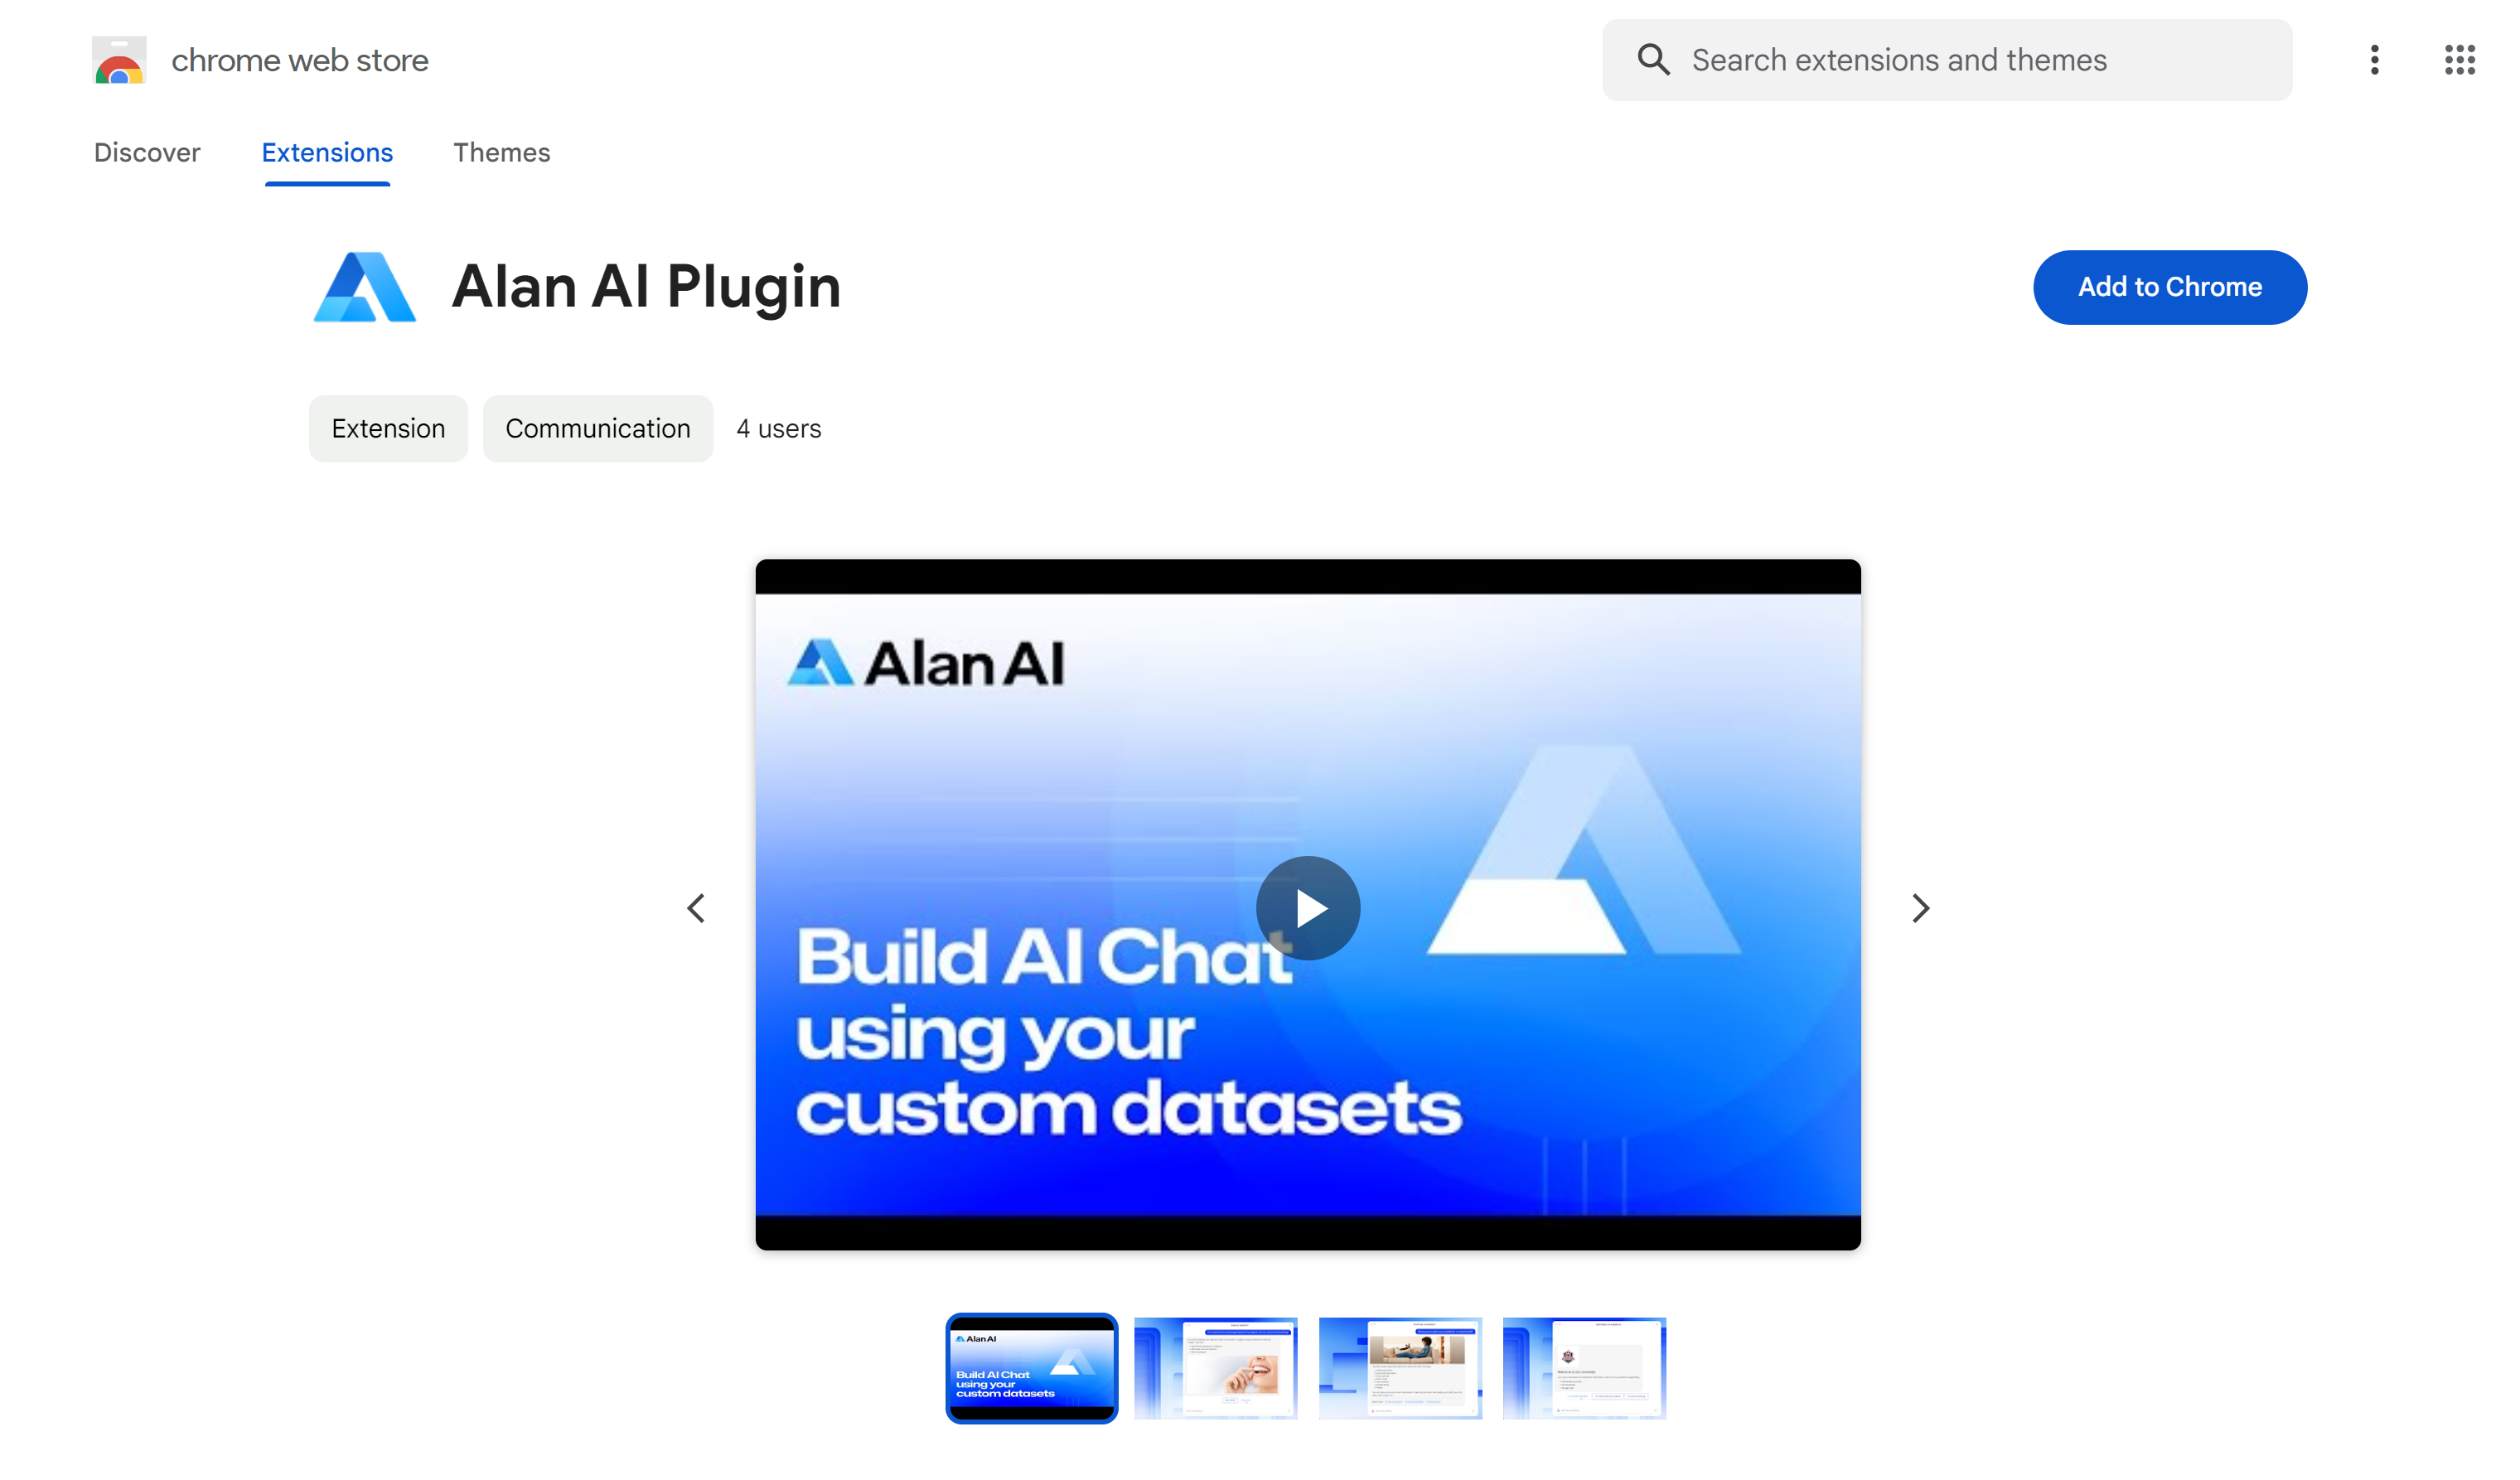 chrome web store
Search extensions and themes
Discover
Extensions
Themes
Alan AI Plugin
Add to Chrome
Extension
Communication
4 users
Alan AI
Build AI Chat
using your
custom datasets
Alan AI
Build AI Chat
using your
custom datasets